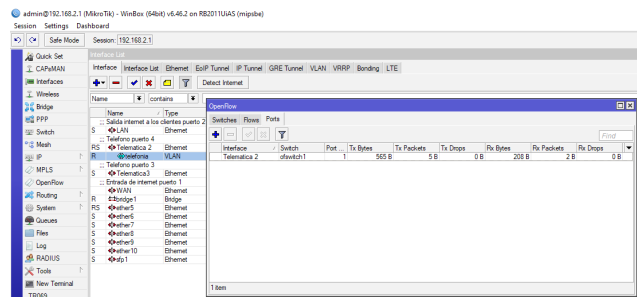 admin@192.168.2.1 (MikroTik) - WinBox (64bit) v6.46.2 on RB2011UiAS (mipsbe)
Session Settings Dashboard
Safe Mode Session: 192.168.2.1
Quick Set
CAPsMAN
Interfaces
Wireless
Bridge
PPP
Switch
Mesh
IP
MPLS
OpenFlow
Routing
System
Queues
Files
Log
RADIUS
Tools
New Terminal
TR069
Interface List
Interface Interface List Ethernet EoIP Tunnel IP Tunnel GRE Tunnel VLAN VRRP Bonding LTE
Detect Internet
Name contains
Name / Type
;;; Salida internet a los clientes puerto 2
S LAN Ethernet
;;; Telefono puerto 4
RS Telematica 2 Ethernet
R telefonia VLAN
;;; Telefono puerto 3
S Telematica3 Ethernet
;;; Entrada de internet puerto 1
WAN Ethernet
R bridge1 Bridge
RS ether5 Ethernet
S ether6 Ethernet
S ether7 Ethernet
S ether8 Ethernet
S ether9 Ethernet
S ether10 Ethernet
S sfp1 Ethernet
OpenFlow
Switches Flows Ports
Find
Interface / Switch Port ... Tx Bytes Tx Packets Tx Drops Rx Bytes Rx Packets Rx Drops
Telematica 2 ofswitch1 1 565 B 5 B 0 B 208 B 2 B 0 B
1 item